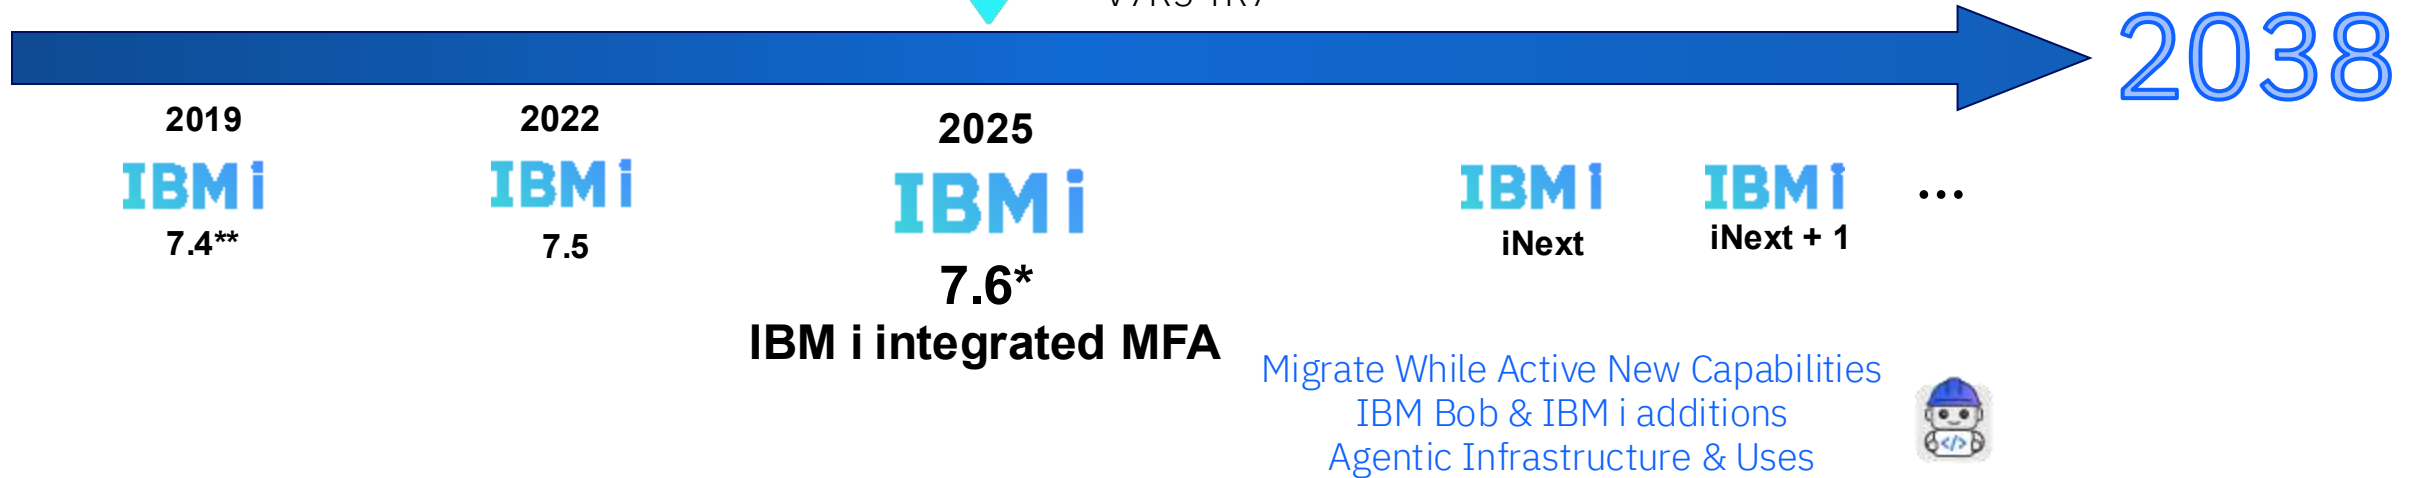 2038
2019
IBM i
7.4**
2022
IBM i
7.5
2025
IBM i
7.6*
IBM i integrated MFA
IBM i
iNext
IBM i
iNext + 1
...
Migrate While Active New Capabilities
IBM Bob & IBM i additions
Agentic Infrastructure & Uses